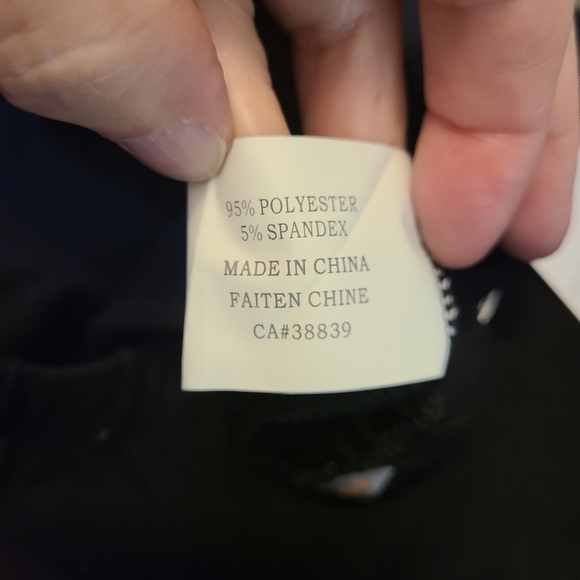 95% POLYESTER
5% SPANDEX
MADE IN CHINA
FAITEN CHINE
CA#38839